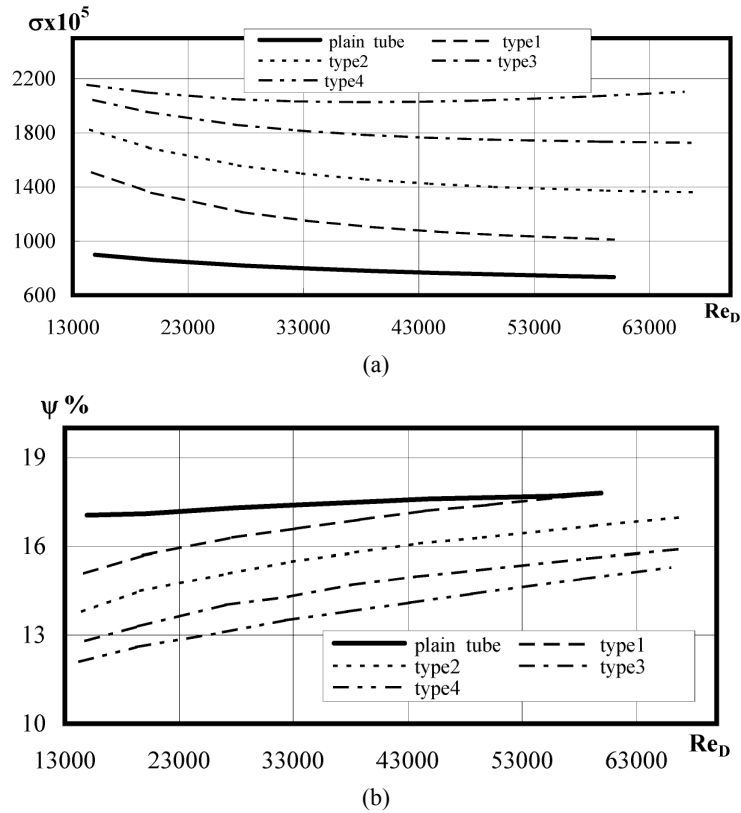 σx10⁵
plain tube type1
type2 type3
type4
2200
1800
1400
1000
600
13000 23000 33000 43000 53000 63000
Re_D
(a)
ψ %
19
16
13
10
plain tube type1
type2 type3
type4
Re_D
13000 23000 33000 43000 53000 63000
(b)